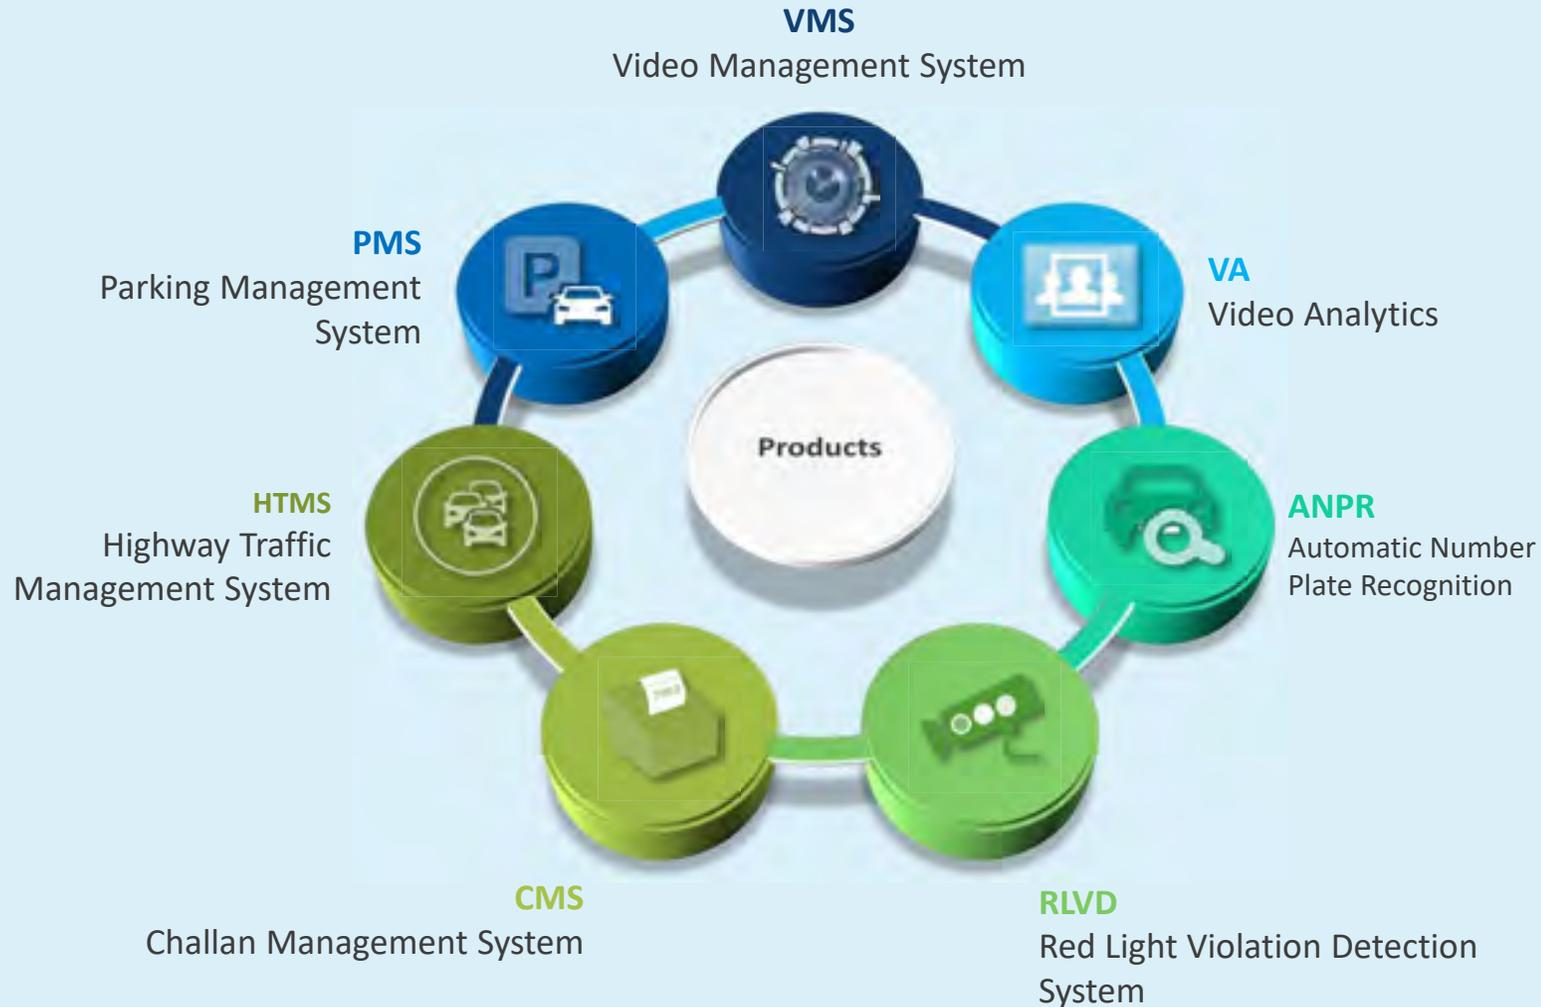 VMS
Video Management System
PMS
Parking Management
System
VA
Video Analytics
Products
HTMS
Highway Traffic
Management System
ANPR
Automatic Number
Plate Recognition
CMS
Challan Management System
RLVD
Red Light Violation Detection
System
P